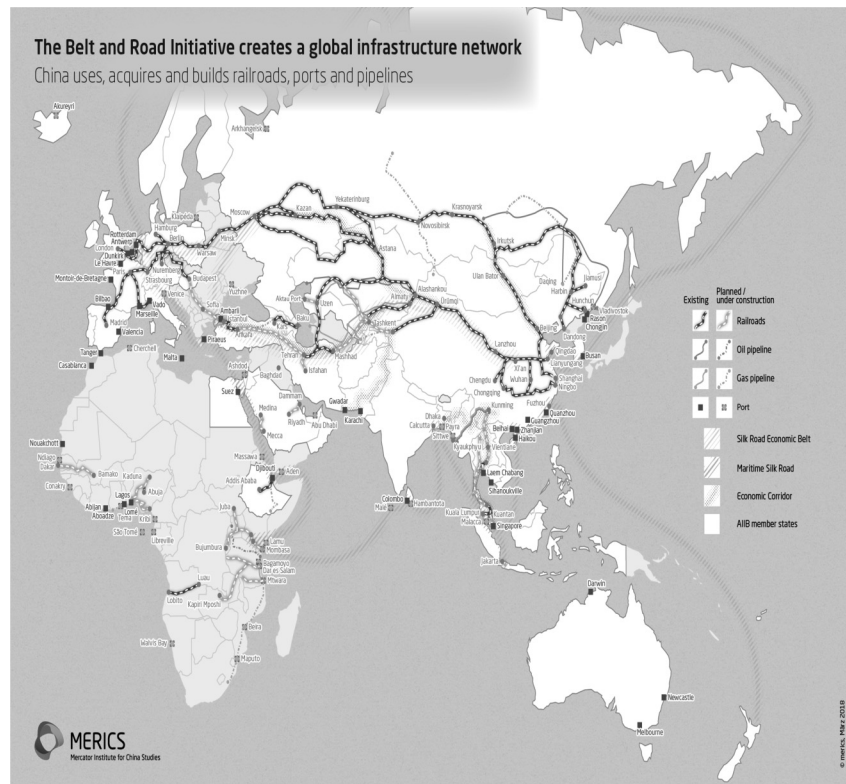 The Belt and Road Initiative creates a global infrastructure network
China uses, acquires and builds railroads, ports and pipelines
Akureyri
Arkhangelsk
Klaipeda
Moscow
Kazan
Yekaterinburg
Krasnoyarsk
Novosibirsk
Rotterdam
Hamburg
Antwerp
Berlin
London
Dunkirk
Warsaw
Minsk
Le Havre
Paris
Nuremberg
Astana
Irkutsk
Montoir-de-Bretagne
Strasbourg
Budapest
Ulan Bator
Daqing
Jiamusi
Harbin
Venice
Yuzhne
Alashankou
Bilbao
Vado
Sofia
Aktau Port
Uzen
Almaty
Ürümqi
Hunchun
Vladivostok
Marseille
Ambarli
Istanbul
Baku
Rason
Chongjin
Madrid
Ankara
Kars
Tashkent
Beijing
Dandong
Valencia
Piraeus
Lanzhou
Qingdao
Busan
Tanger
Cherchell
Malta
Tehran
Mashhad
Lianyungang
Casablanca
Isfahan
Xi'an
Ashdod
Baghdad
Chengdu
Wuhan
Shanghai
Ningbo
Suez
Dammam
Gwadar
Chongqing
Karachi
Fuzhou
Medina
Riyadh
Abu Dhabi
Kunming
Quanzhou
Mecca
Dhaka
Guangzhou
Calcutta
Payra
Beihai
Zhanjian
Nouakchott
Sittwe
Haikou
Ndiago
Massawa
Kyaukphyu
Vientiane
Dakar
Bamako
Kaduna
Djibouti
Aden
Laem Chabang
Conakry
Abuja
Addis Ababa
Sihanoukville
Lagos
Colombo
Hambantota
Abijan
Lomé
Aboadze
Tema
Kribi
Juba
Male
Kuala Lumpur
Kuantan
Malacca
Singapore
São Tomé
Libreville
Lamu
Bujumbura
Mombasa
Bagamoyo
Dar es Salam
Jakarta
Luau
Mtwara
Lobito
Kapiri Mposhi
Darwin
Beira
Walvis Bay
Maputo
Newcastle
Melbourne
Existing
Planned /
under construction
Railroads
Oil pipeline
Gas pipeline
Port
Silk Road Economic Belt
Maritime Silk Road
Economic Corridor
AIIB member states
MERICS
Mercator Institute for China Studies
© merics, März 2018